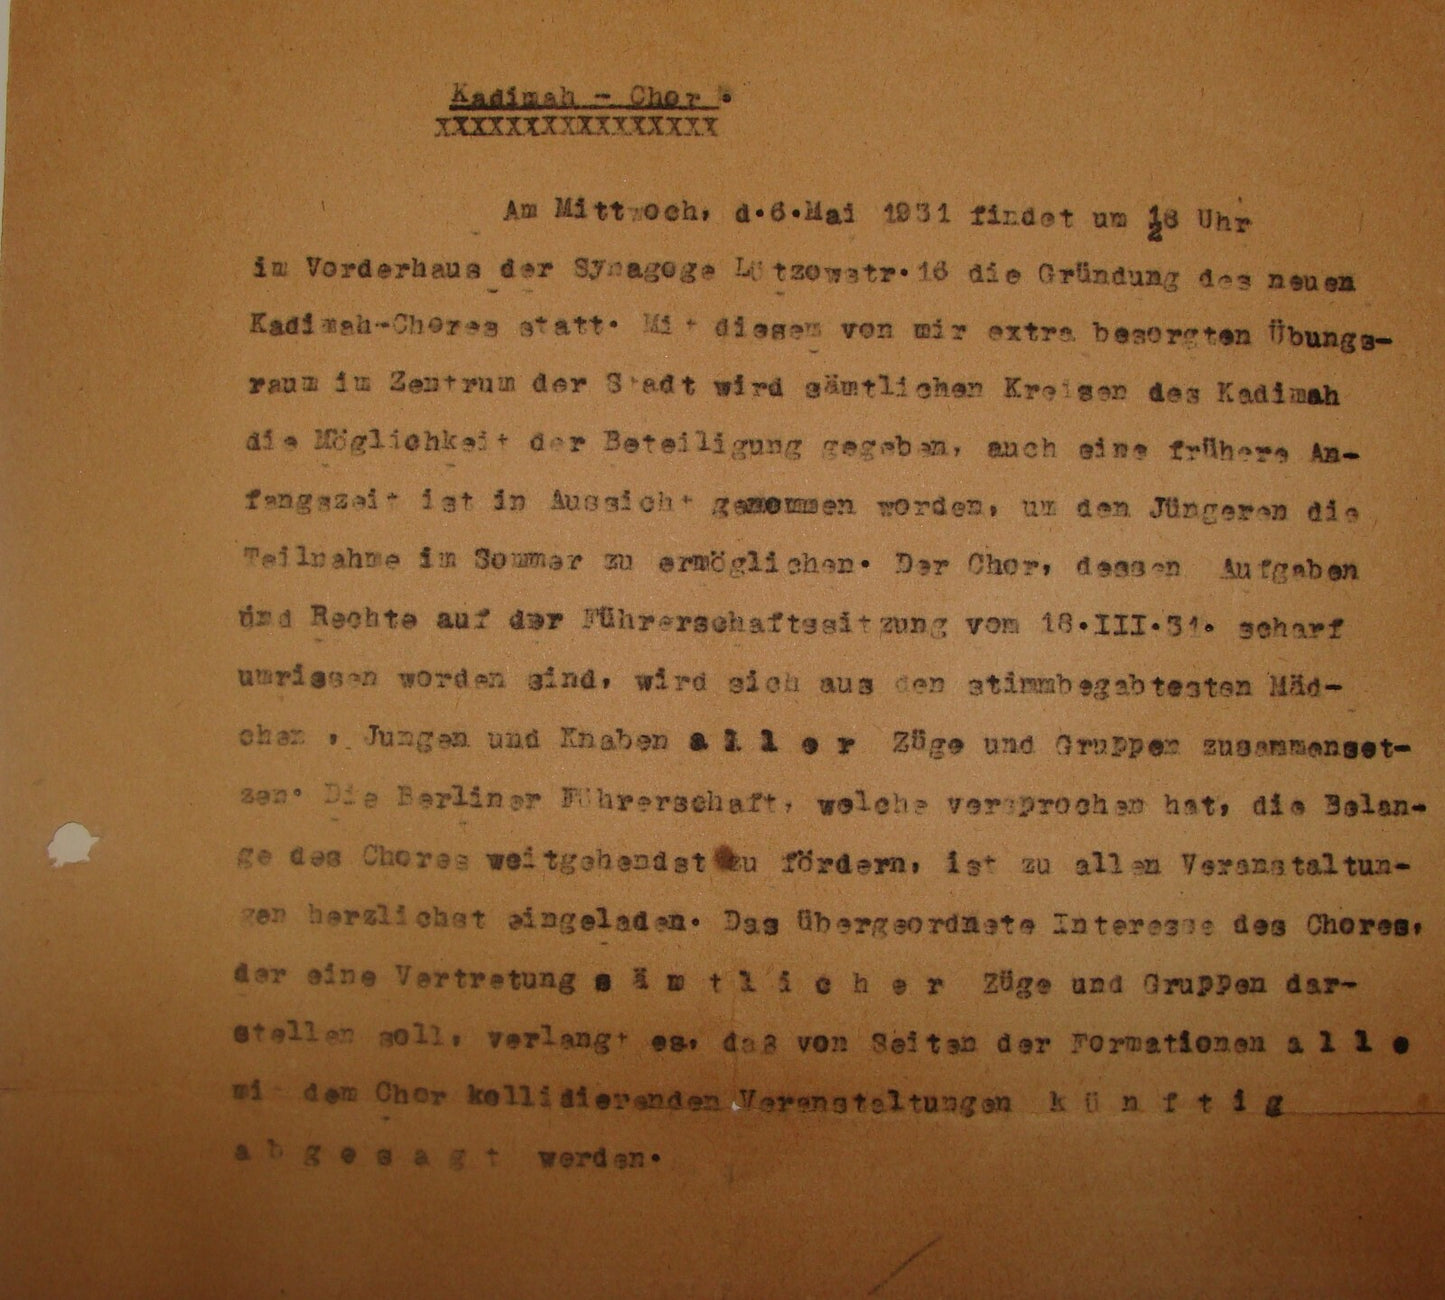 Kadimah - Chor .
XXXXXXXXXXXXXXXX
Am Mittwoch, d.6.Mai 1931 findet um ½8 Uhr
im Vorderhaus der Synagoge Lützowstr.16 die Gründung des neuen
Kadimah-Chores statt. Mit diesem von mir extra besorgten Übungs-
raum im Zentrum der Stadt wird sämtlichen Kreisen des Kadimah
die Möglichkeit der Beteiligung gegeben, auch eine frühere An-
fangszeit ist in Aussicht genommen worden, um den Jüngeren die
Teilnahme im Sommer zu ermöglichen. Der Chor, dessen Aufgaben
und Rechte auf der Führerschaftssitzung vom 18.III.31. scharf
umrissen worden sind, wird sich aus den stimmbegabtesten Mäd-
chen , Jungen und Knaben a l l e r Züge und Gruppen zusammenset-
zen. Die Berliner Führerschaft, welche versprochen hat, die Belan-
ge des Chores weitgehendst zu fördern, ist zu allen Veranstaltun-
gen herzlichst eingeladen. Das übergeordnete Interesse des Chores,
der eine Vertretung s ä m t l i c h e r Züge und Gruppen dar-
stellen soll, verlangt es, daß von Seiten der Formationen a l l e
mit dem Chor kollidierenden Veranstaltungen k ü n f t i g
a b g e s a g t werden.